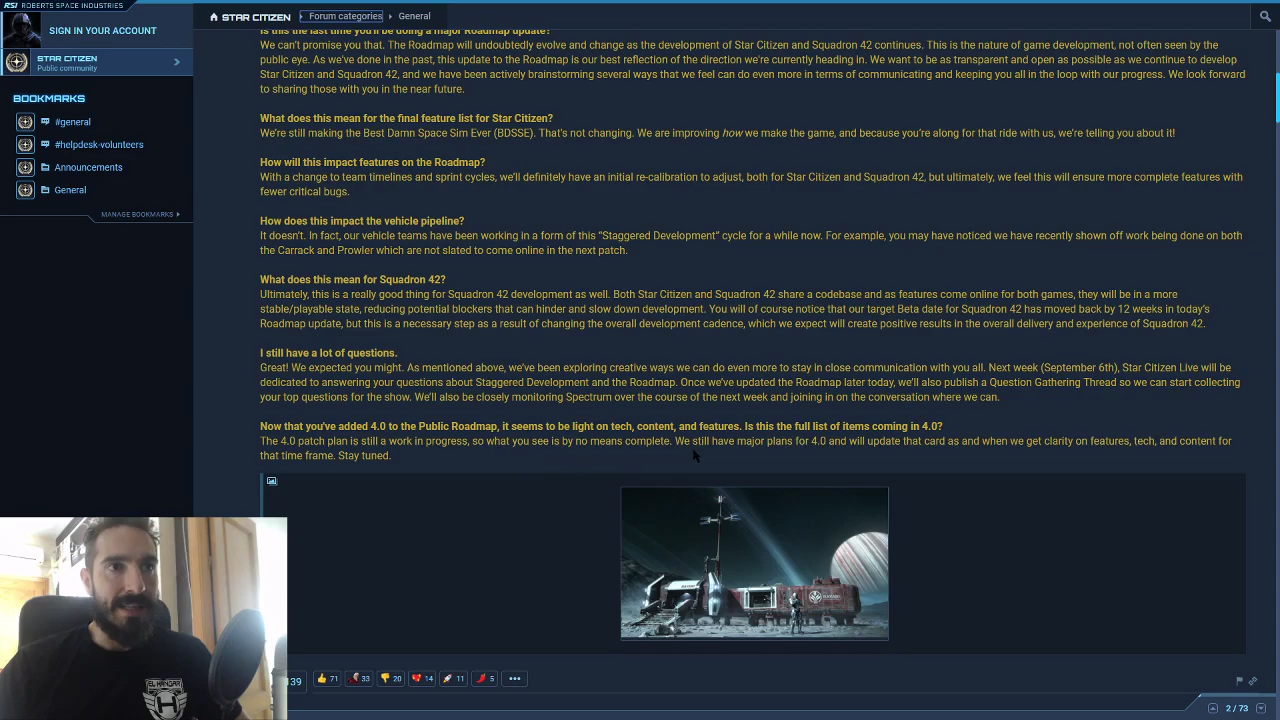 RSI ROBERTS SPACE INDUSTRIES
SIGN IN YOUR ACCOUNT
STAR CITIZEN
Public community
BOOKMARKS
#general
#helpdesk-volunteers
Announcements
General
MANAGE BOOKMARKS
STAR CITIZEN
Forum categories
General
Is this the last time you'll be doing a major Roadmap update?
We can't promise you that. The Roadmap will undoubtedly evolve and change as the development of Star Citizen and Squadron 42 continues. This is the nature of game development, not often seen by the
public eye. As we've done in the past, this update to the Roadmap is our best reflection of the direction we're currently heading in. We want to be as transparent and open as possible as we continue to develop
Star Citizen and Squadron 42, and we have been actively brainstorming several ways that we feel can do even more in terms of communicating and keeping you all in the loop with our progress. We look forward
to sharing those with you in the near future.
What does this mean for the final feature list for Star Citizen?
We're still making the Best Damn Space Sim Ever (BDSSE). That's not changing. We are improving how we make the game, and because you're along for that ride with us, we're telling you about it!
How will this impact features on the Roadmap?
With a change to team timelines and sprint cycles, we'll definitely have an initial re-calibration to adjust, both for Star Citizen and Squadron 42, but ultimately, we feel this will ensure more complete features with
fewer critical bugs.
How does this impact the vehicle pipeline?
It doesn't. In fact, our vehicle teams have been working in a form of this "Staggered Development" cycle for a while now. For example, you may have noticed we have recently shown off work being done on both
the Carrack and Prowler which are not slated to come online in the next patch.
What does this mean for Squadron 42?
Ultimately, this is a really good thing for Squadron 42 development as well. Both Star Citizen and Squadron 42 share a codebase and as features come online for both games, they will be in a more
stable/playable state, reducing potential blockers that can hinder and slow down development. You will of course notice that our target Beta date for Squadron 42 has moved back by 12 weeks in today's
Roadmap update, but this is a necessary step as a result of changing the overall development cadence, which we expect will create positive results in the overall delivery and experience of Squadron 42.
I still have a lot of questions.
Great! We expected you might. As mentioned above, we've been exploring creative ways we can do even more to stay in close communication with you all. Next week (September 6th), Star Citizen Live will be
dedicated to answering your questions about Staggered Development and the Roadmap. Once we've updated the Roadmap later today, we'll also publish a Question Gathering Thread so we can start collecting
your top questions for the show. We'll also be closely monitoring Spectrum over the course of the next week and joining in on the conversation where we can.
Now that you've added 4.0 to the Public Roadmap, it seems to be light on tech, content, and features. Is this the full list of items coming in 4.0?
The 4.0 patch plan is still a work in progress, so what you see is by no means complete. We still have major plans for 4.0 and will update that card as and when we get clarity on features, tech, and content for
that time frame. Stay tuned.
139
71
33
20
14
11
5
2 / 73